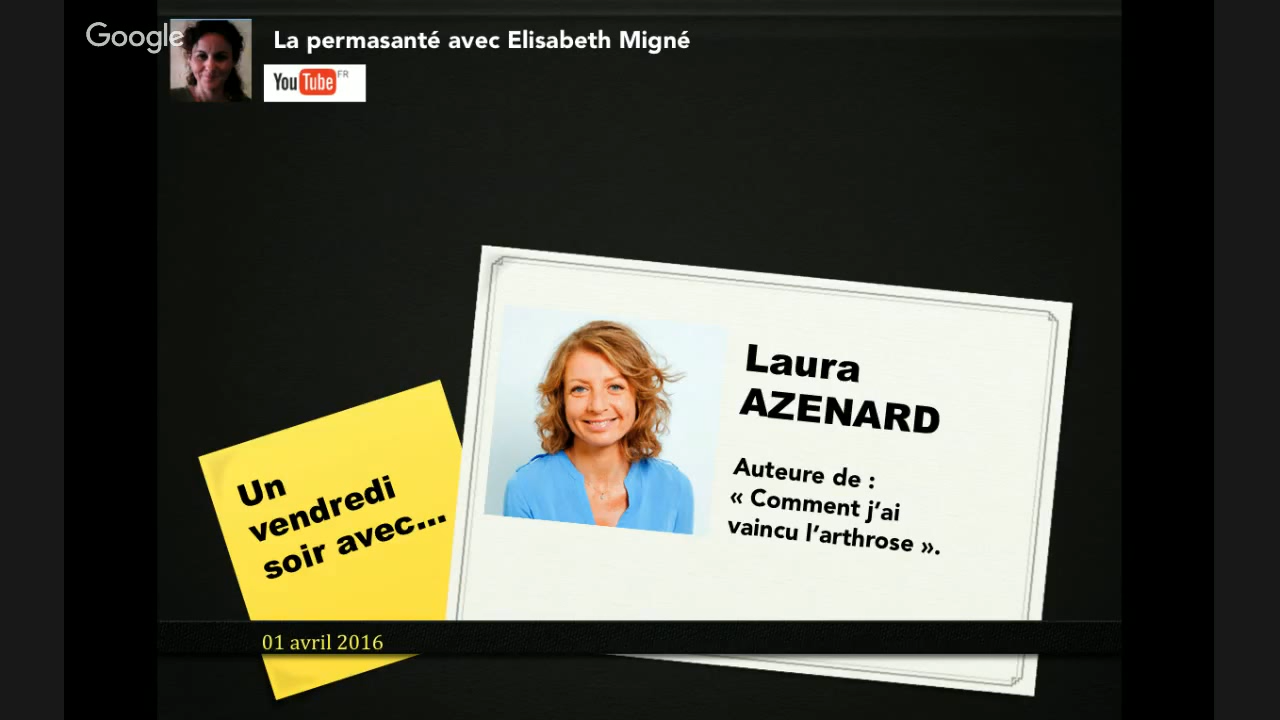 Google
La permasanté avec Elisabeth Migné
YouTube FR
Laura
AZENARD
Auteure de :
« Comment j’ai
vaincu l’arthrose ».
Un
vendredi
soir avec...
01 avril 2016